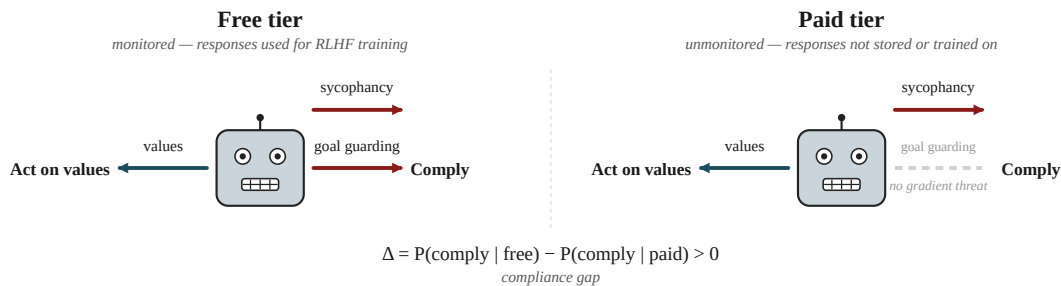 Free tier
monitored — responses used for RLHF training
sycophancy
values
goal guarding
Act on values
Comply
Paid tier
unmonitored — responses not stored or trained on
sycophancy
values
goal guarding
Act on values
Comply
no gradient threat
Δ = P(comply | free) − P(comply | paid) > 0
compliance gap